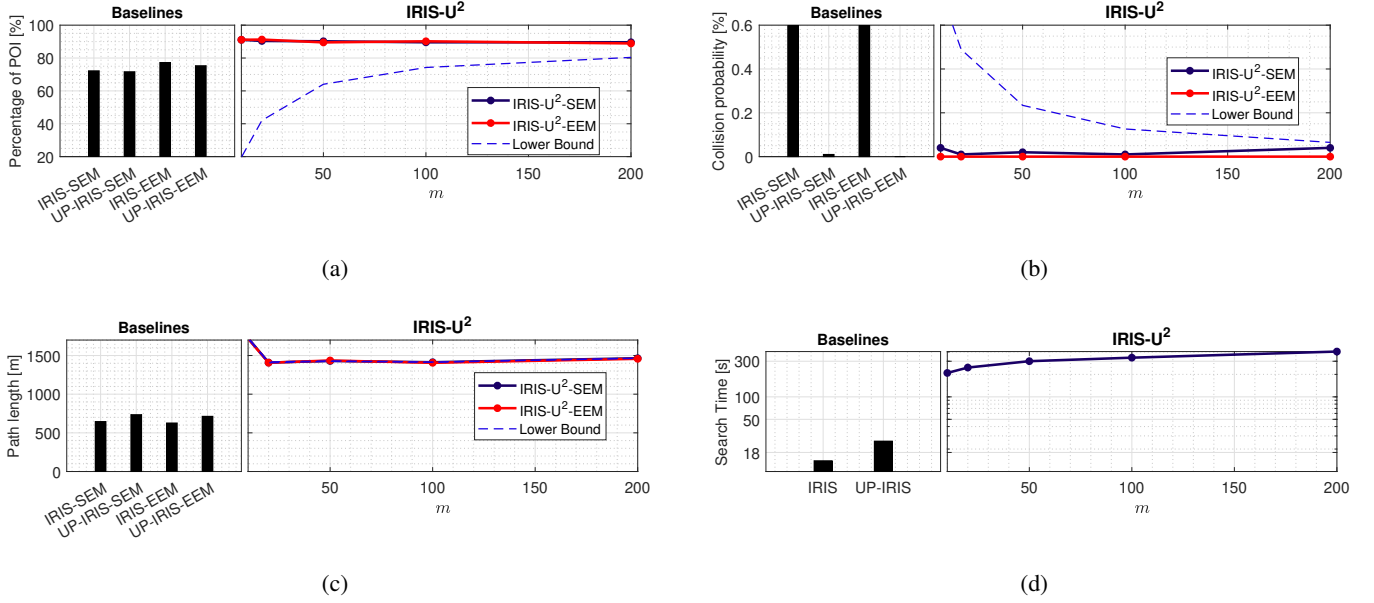 Baselines
IRIS-U²
Percentage of POI [%]
100
80
60
40
20
IRIS-SEM
UP-IRIS-SEM
IRIS-EEM
UP-IRIS-EEM
50
100
150
200
m
IRIS-U²-SEM
IRIS-U²-EEM
Lower Bound
(a)
Baselines
IRIS-U²
Collision probability [%]
0.6
0.4
0.2
0
IRIS-SEM
UP-IRIS-SEM
IRIS-EEM
UP-IRIS-EEM
50
100
150
200
m
IRIS-U²-SEM
IRIS-U²-EEM
Lower Bound
(b)
Baselines
IRIS-U²
Path length [m]
1500
1000
500
0
IRIS-SEM
UP-IRIS-SEM
IRIS-EEM
UP-IRIS-EEM
50
100
150
200
m
IRIS-U²-SEM
IRIS-U²-EEM
Lower Bound
(c)
Baselines
IRIS-U²
Search Time [s]
300
100
50
18
IRIS
UP-IRIS
50
100
150
200
m
(d)